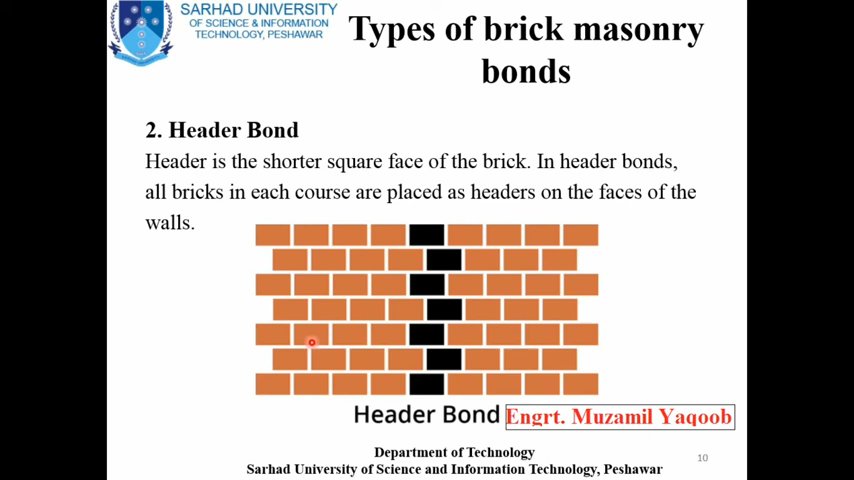 SARHAD UNIVERSITY
OF SCIENCE & INFORMATION
TECHNOLOGY, PESHAWAR
Types of brick masonry
bonds
2. Header Bond
Header is the shorter square face of the brick. In header bonds,
all bricks in each course are placed as headers on the faces of the
walls.
Header Bond
Engrt. Muzamil Yaqoob
Department of Technology
Sarhad University of Science and Information Technology, Peshawar
10